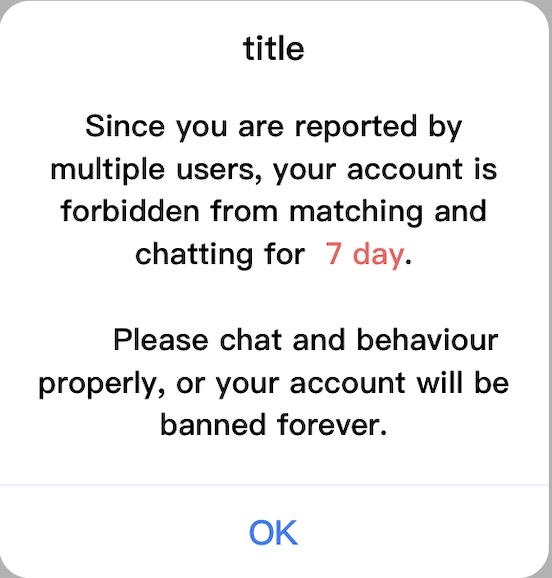 title
Since you are reported by
multiple users, your account is
forbidden from matching and
chatting for 7 day.
Please chat and behaviour
properly, or your account will be
banned forever.
OK